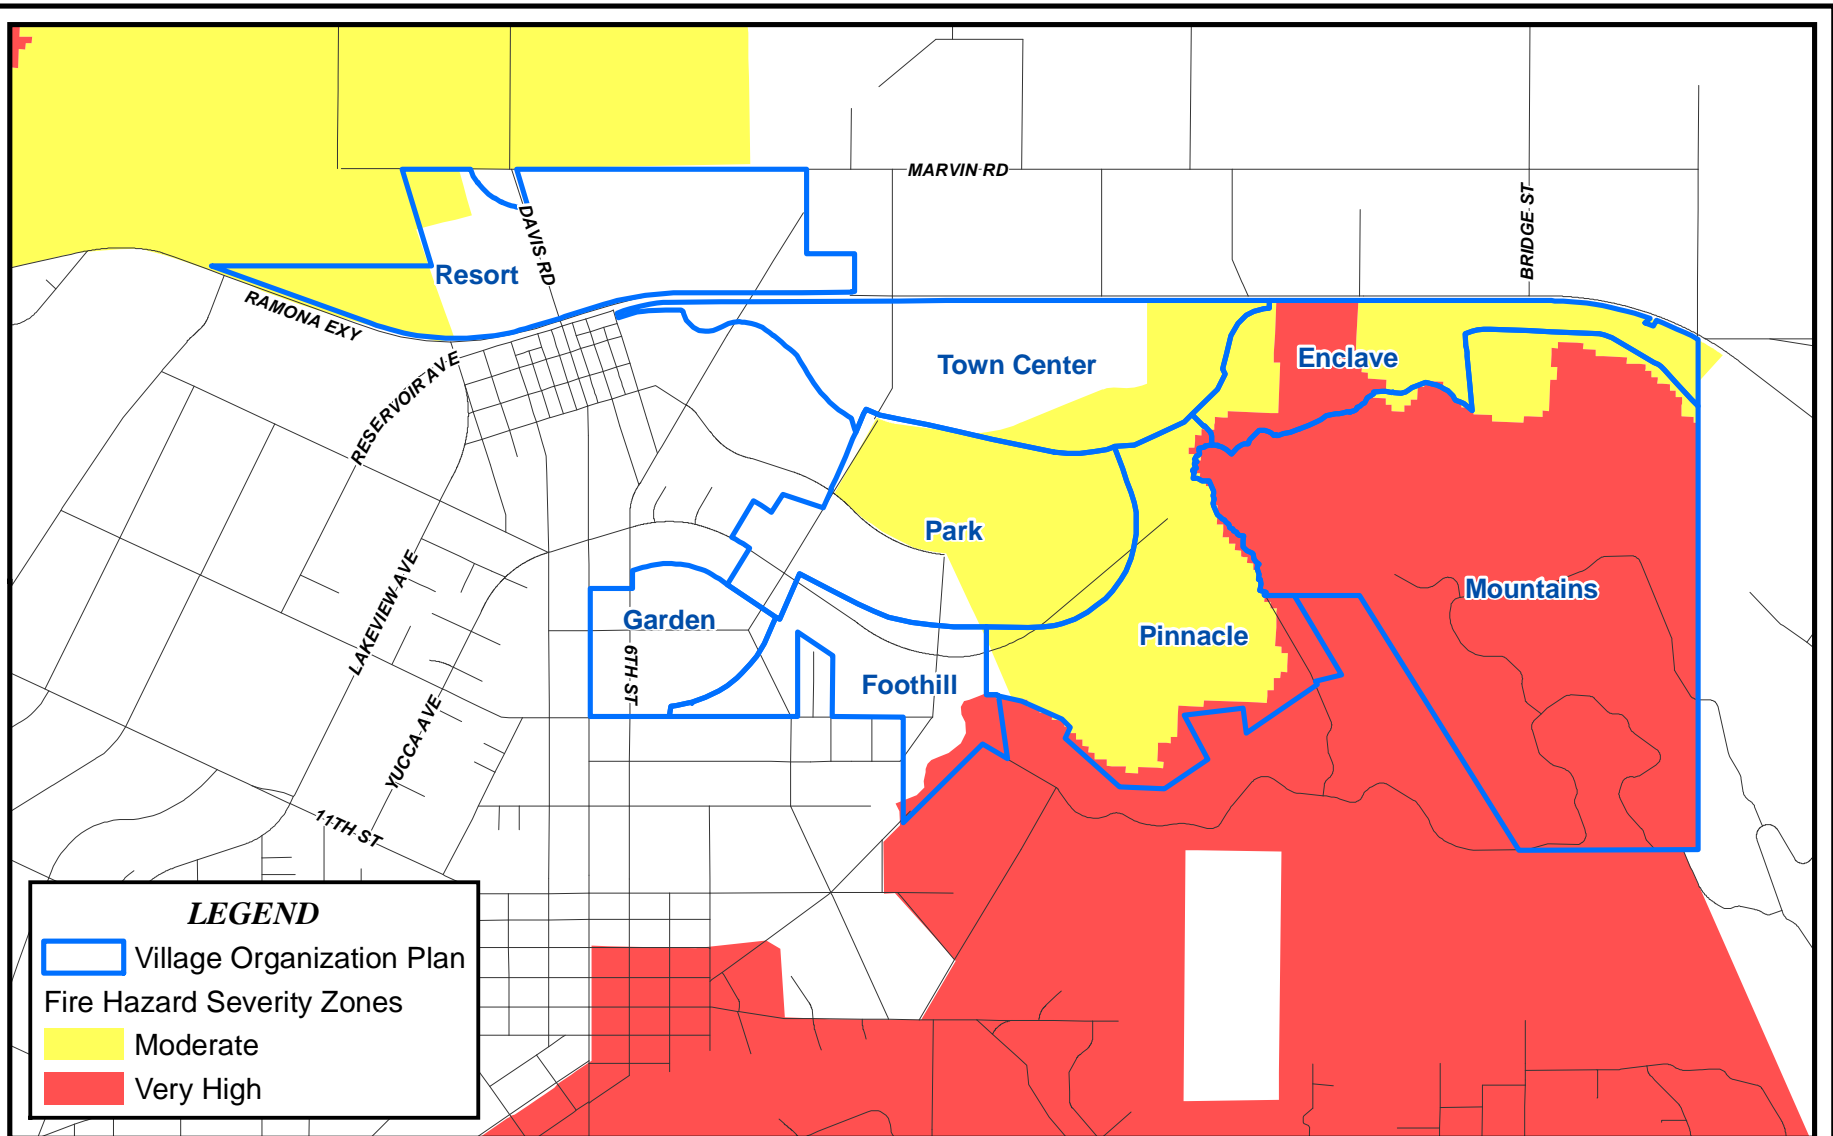 MARVIN RD
DAVIS RD
BRIDGE ST
Resort
RAMONA EXY
Town Center
Enclave
RESERVOIR AVE
Park
LAKEVIEW AVE
Mountains
Garden
Pinnacle
6TH ST
Foothill
YUCCA AVE
11TH ST
LEGEND
Village Organization Plan
Fire Hazard Severity Zones
Moderate
Very High